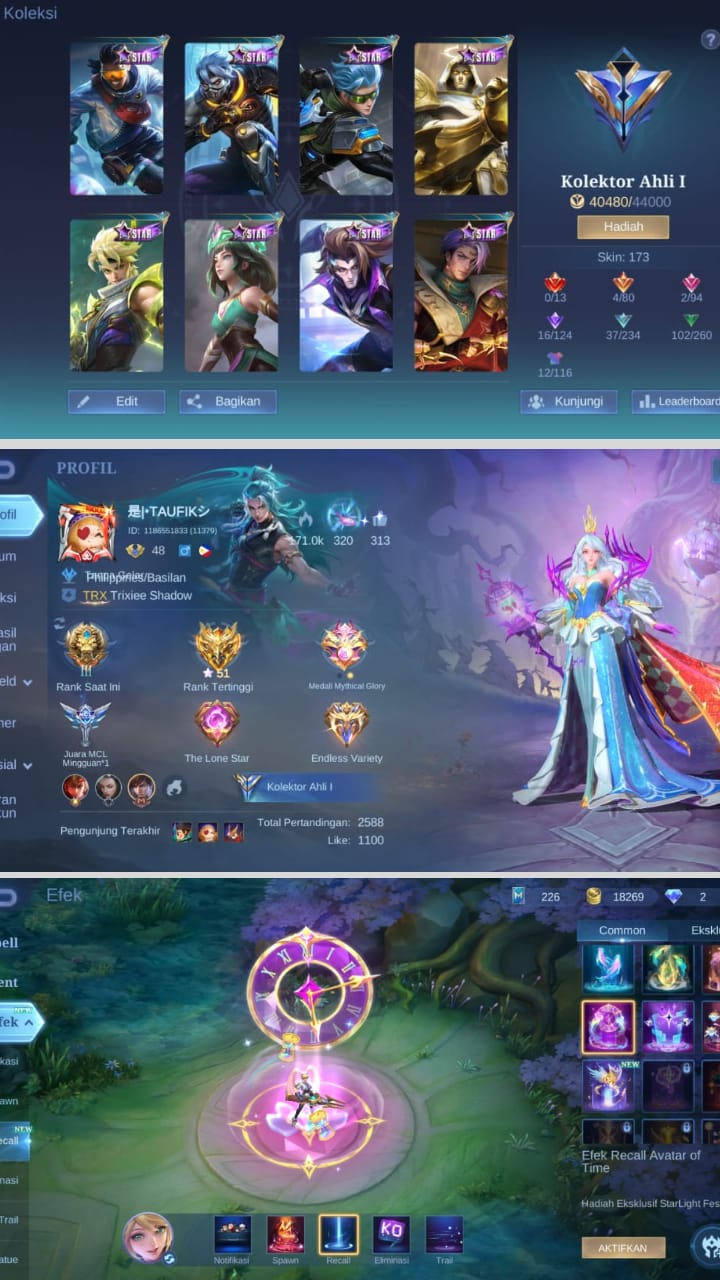 Koleksi
STAR
STAR
STAR
STAR
?
Kolektor Ahli I
40480/44000
Hadiah
STAR
STAR
STAR
STAR
Skin: 173
0/13
4/80
2/94
16/124
37/234
102/260
12/116
Edit
Bagikan
Kunjungi
Leaderboard
PROFIL
ofil
是|•TAUFIKシ
ID: 1186551833 (11379)
71.0k
320
313
48
um
Philippines/Basilan
ksi
TRX Trixiee Shadow
asil
gan
51
Rank Saat Ini
Rank Tertinggi
Medali Mythical Glory
eld
ner
Juara MCL
Mingguan*1
The Lone Star
Endless Variety
sial
Kolektor Ahli I
ran
kun
Pengunjung Terakhir
Total Pertandingan: 2588
Like: 1100
Efek
226
18269
2
Common
Eksklu
ell
ent
NEW
fek
kasi
NEW
awn
NEW
ecall
Efek Recall Avatar of
Time
nasi
Hadiah Eksklusif StarLight Fes
Trail
KO
AKTIFKAN
Notifikasi
Spawn
Recall
Eliminasi
Trail
atue